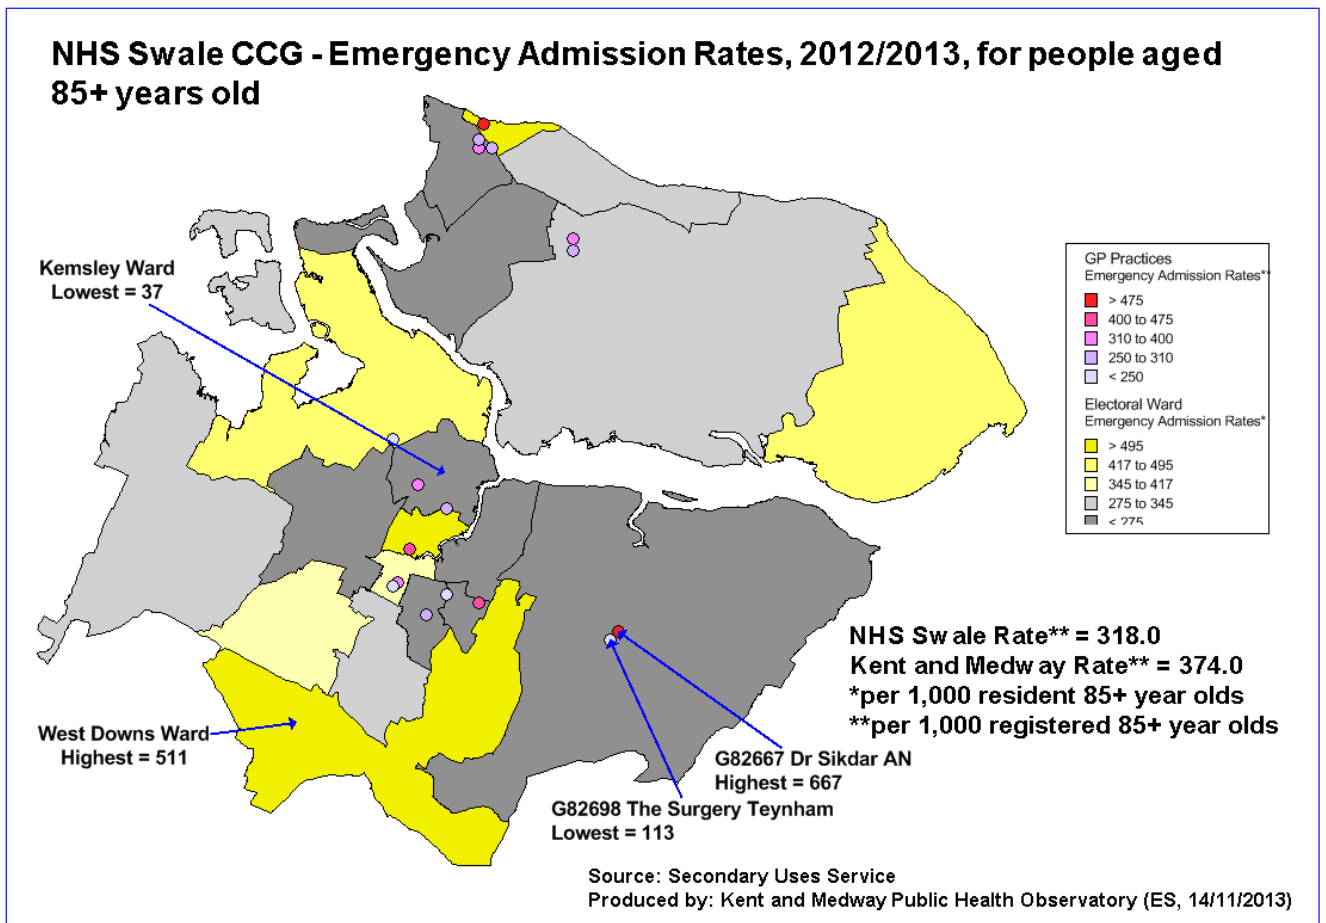 NHS Swale CCG - Emergency Admission Rates, 2012/2013, for people aged
85+ years old
Kemsley Ward
Lowest = 37
GP Practices
Emergency Admission Rates**
> 475
400 to 475
310 to 400
250 to 310
< 250
Electoral Ward
Emergency Admission Rates*
> 495
417 to 495
345 to 417
275 to 345
< 275
NHS Swale Rate** = 318.0
Kent and Medway Rate** = 374.0
*per 1,000 resident 85+ year olds
**per 1,000 registered 85+ year olds
West Downs Ward
Highest = 511
G82667 Dr Sikdar AN
Highest = 667
G82698 The Surgery Teynham
Lowest = 113
Source: Secondary Uses Service
Produced by: Kent and Medway Public Health Observatory (ES, 14/11/2013)